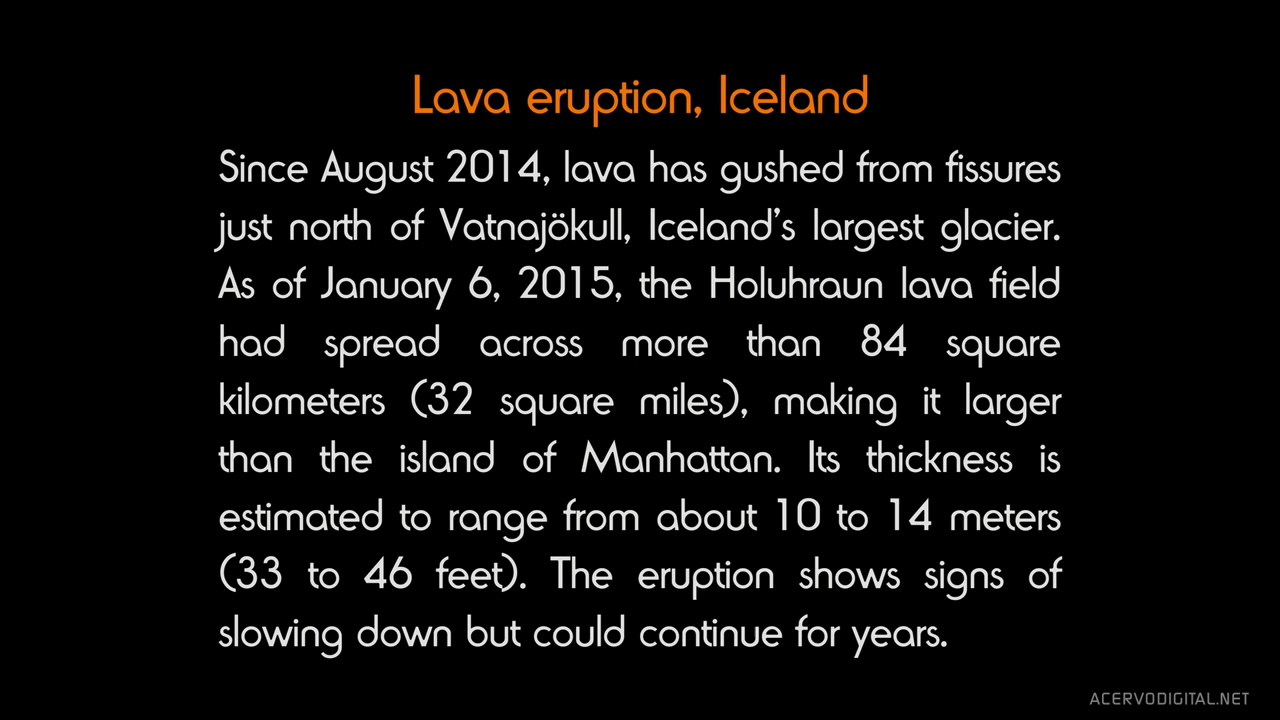 Lava eruption, Iceland
Since August 2014, lava has gushed from fissures
just north of Vatnajökull, Iceland’s largest glacier.
As of January 6, 2015, the Holuhraun lava field
had spread across more than 84 square
kilometers (32 square miles), making it larger
than the island of Manhattan. Its thickness is
estimated to range from about 10 to 14 meters
(33 to 46 feet). The eruption shows signs of
slowing down but could continue for years.
ACERVODIGITAL.NET